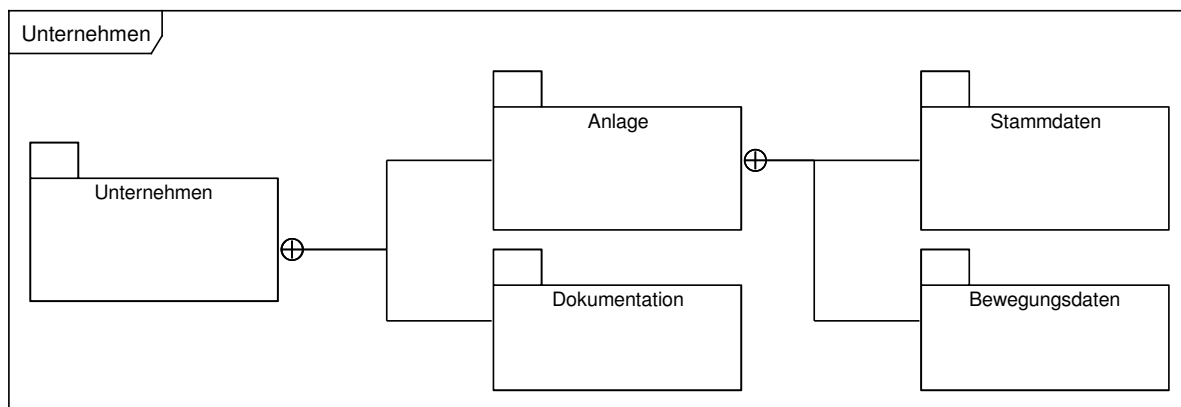 Unternehmen
Anlage
Stammdaten
Unternehmen
Dokumentation
Bewegungsdaten